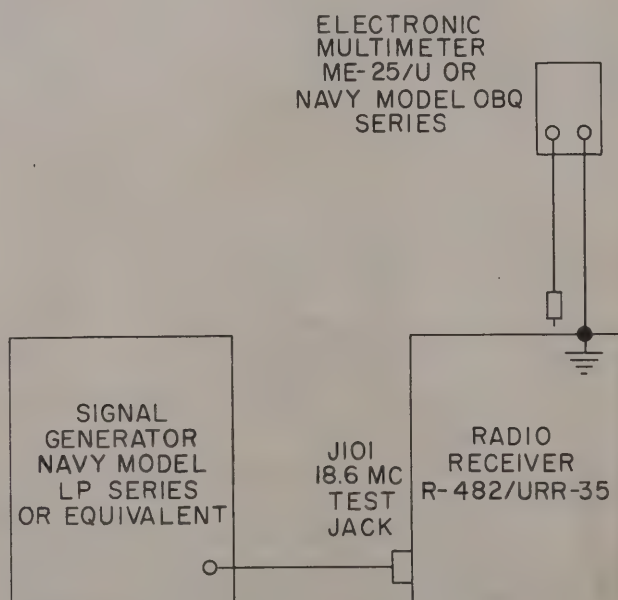 ELECTRONIC
MULTIMETER
ME-25/U OR
NAVY MODEL OBQ
SERIES
SIGNAL
GENERATOR
NAVY MODEL
LP SERIES
OR EQUIVALENT
J101
18.6 MC
TEST
JACK
RADIO
RECEIVER
R-482/URR-35